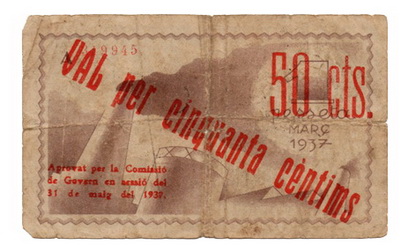 9945
VAL per cinquanta cèntims
50 cts.
MARÇ
1937
Aprovat per la Comissió
de Govern en sessió del
31 de maig del 1937.